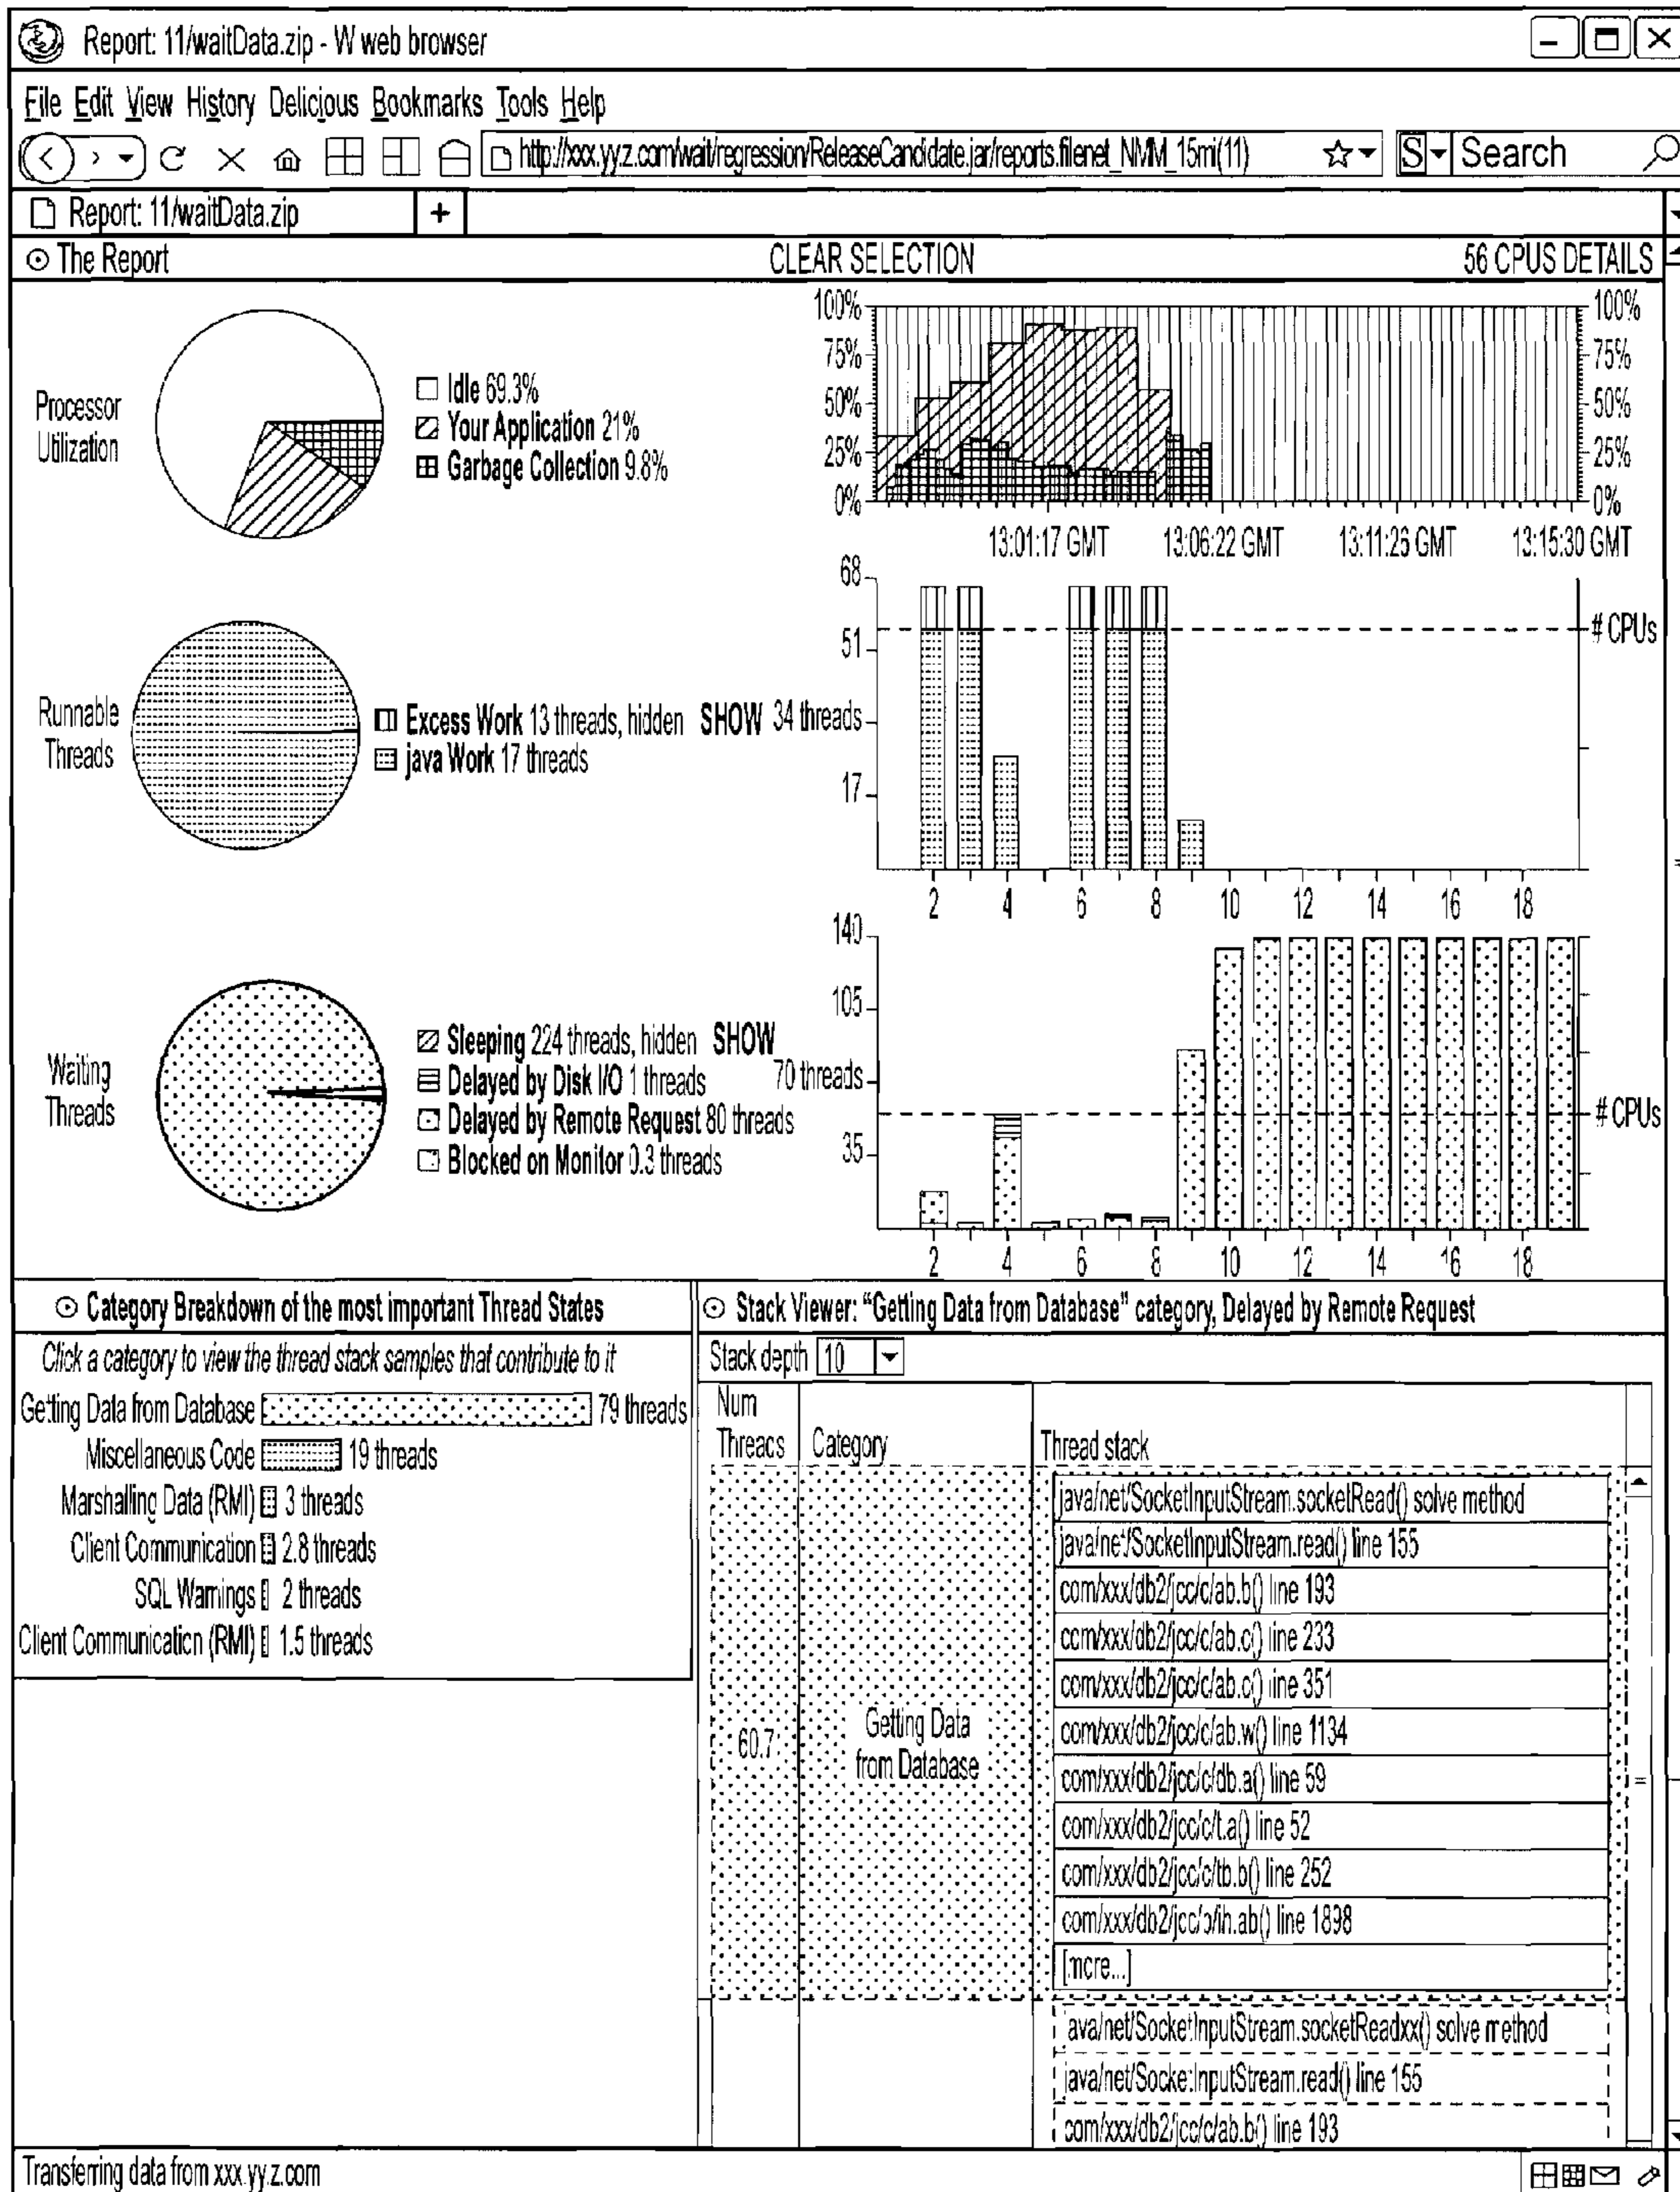 Report: 11/waitData.zip - W web browser
File Edit View History Delicious Bookmarks Tools Help
http://xxx.yy.z.com/wait/regression/ReleaseCandidate.jar/reports.filenet_NMM_15mi(11)
S
Search
Report: 11/waitData.zip
+
The Report
CLEAR SELECTION
56 CPUS DETAILS
Processor
Utilization
Idle 69.3%
Your Application 21%
Garbage Collection 9.8%
100%
75%
50%
25%
0%
100%
75%
50%
25%
0%
13:01:17 GMT 13:06:22 GMT 13:11:26 GMT 13:15:30 GMT
Runnable
Threads
Excess Work 13 threads, hidden SHOW
java Work 17 threads
68
51
34 threads
17
# CPUs
2 4 6 8 10 12 14 16 18
Waiting
Threads
Sleeping 224 threads, hidden SHOW
Delayed by Disk I/O 1 threads
Delayed by Remote Request 80 threads
Blocked on Monitor 0.3 threads
140
105
70 threads
35
# CPUs
2 4 6 8 10 12 14 16 18
Category Breakdown of the most important Thread States
Click a category to view the thread stack samples that contribute to it
Getting Data from Database 79 threads
Miscellaneous Code 19 threads
Marshalling Data (RMI) 3 threads
Client Communication 2.8 threads
SQL Warnings 2 threads
Client Communication (RMI) 1.5 threads
Stack Viewer: “Getting Data from Database” category, Delayed by Remote Request
Stack depth 10
Num
Threads
Category
Thread stack
60.7
Getting Data
from Database
java/net/SocketInputStream.socketRead() solve method
java/net/SocketInputStream.read() line 155
com/xxx/db2/jcc/c/ab.b() line 193
com/xxx/db2/jcc/c/ab.c() line 233
com/xxx/db2/jcc/c/ab.c() line 351
com/xxx/db2/jcc/c/ab.w() line 1134
com/xxx/db2/jcc/c/db.a() line 59
com/xxx/db2/jcc/c/t.a() line 52
com/xxx/db2/jcc/c/tb.b() line 252
com/xxx/db2/jcc/b/ih.ab() line 1898
[more...]
java/net/SocketInputStream.socketReadxx() solve method
java/net/SocketInputStream.read() line 155
com/xxx/db2/jcc/c/ab.b() line 193
Transferring data from xxx.yy.z.com